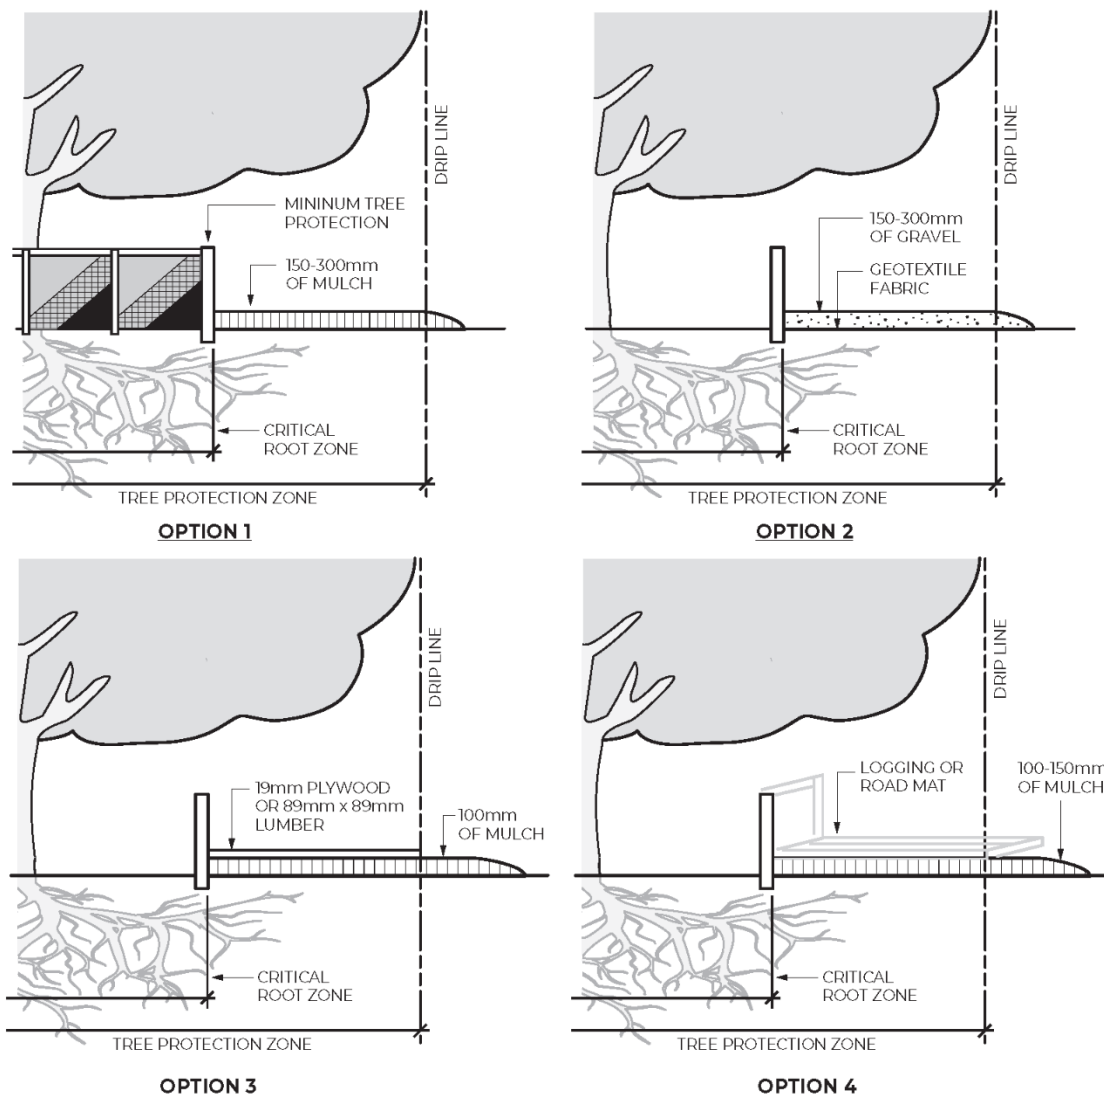 DRIP LINE
MININUM TREE
PROTECTION
150-300mm
OF MULCH
CRITICAL
ROOT ZONE
TREE PROTECTION ZONE
OPTION 1
DRIP LINE
150-300mm
OF GRAVEL
GEOTEXTILE
FABRIC
CRITICAL
ROOT ZONE
TREE PROTECTION ZONE
OPTION 2
DRIP LINE
19mm PLYWOOD
OR 89mm x 89mm
LUMBER
100mm
OF MULCH
CRITICAL
ROOT ZONE
TREE PROTECTION ZONE
OPTION 3
DRIP LINE
LOGGING OR
ROAD MAT
100-150mm
OF MULCH
CRITICAL
ROOT ZONE
TREE PROTECTION ZONE
OPTION 4